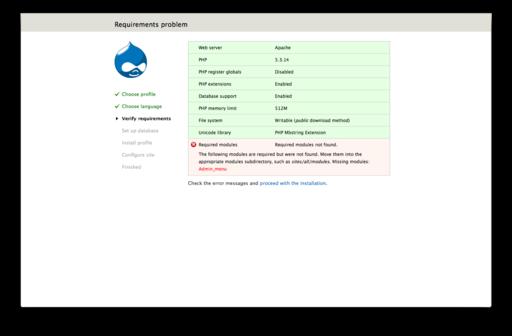 Requirements problem
Choose profile
Choose language
Verify requirements
Set up database
Install profile
Configure site
Finished
Web server Apache
PHP 5.3.14
PHP register globals Disabled
PHP extensions Enabled
Database support Enabled
PHP memory limit 512M
File system Writable (public download method)
Unicode library PHP Mbstring Extension
Required modules Required modules not found.
The following modules are required but were not found. Move them into the
appropriate modules subdirectory, such as sites/all/modules. Missing modules:
Admin_menu
Check the error messages and proceed with the installation.